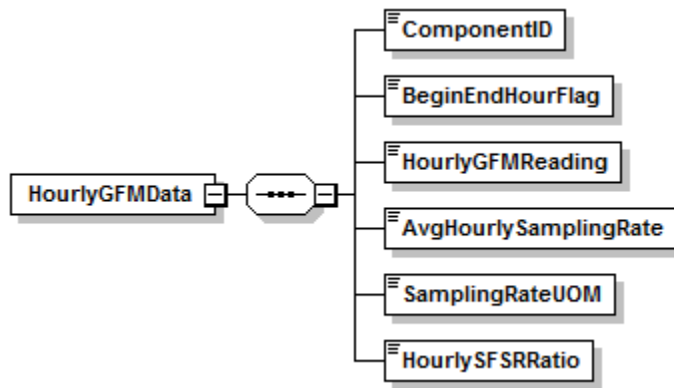 HourlyGFMData
ComponentID
BeginEndHourFlag
HourlyGFMReading
AvgHourlySamplingRate
SamplingRateUOM
HourlySFSRRatio